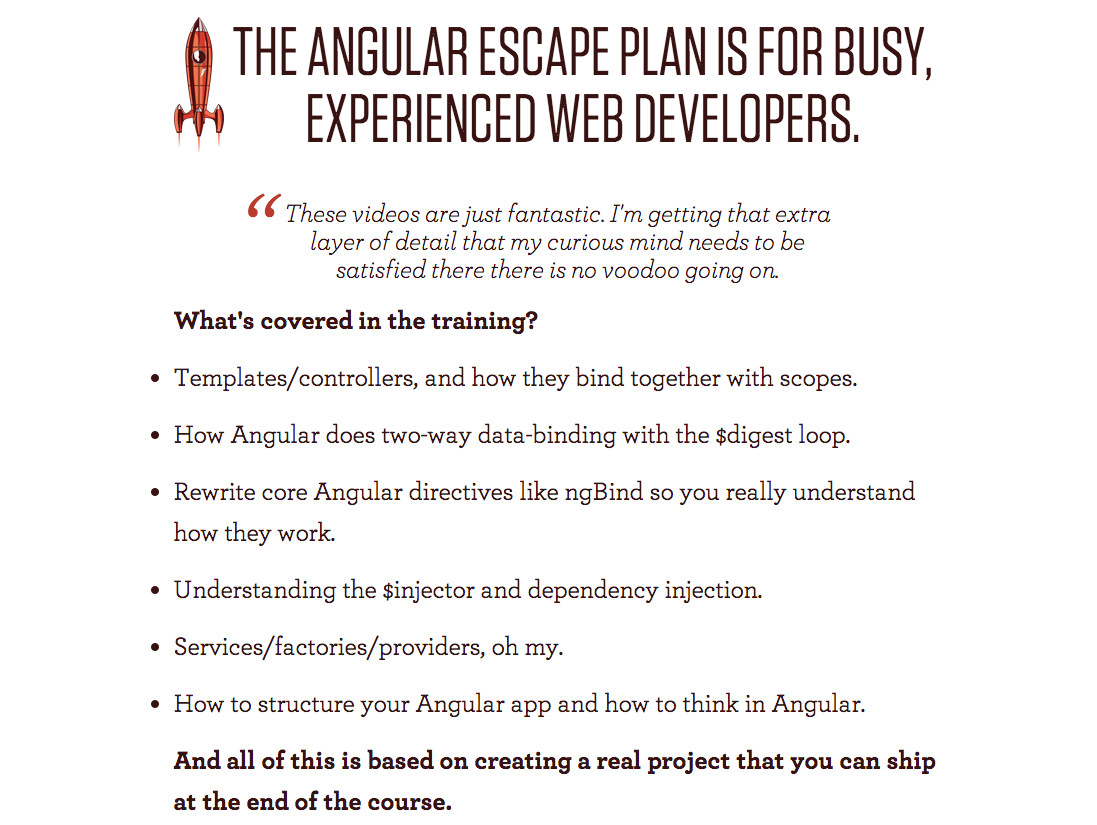 THE ANGULAR ESCAPE PLAN IS FOR BUSY,
EXPERIENCED WEB DEVELOPERS.
“ These videos are just fantastic. I'm getting that extra
layer of detail that my curious mind needs to be
satisfied there there is no voodoo going on.
What's covered in the training?
• Templates/controllers, and how they bind together with scopes.
• How Angular does two-way data-binding with the $digest loop.
• Rewrite core Angular directives like ngBind so you really understand
how they work.
• Understanding the $injector and dependency injection.
• Services/factories/providers, oh my.
• How to structure your Angular app and how to think in Angular.
And all of this is based on creating a real project that you can ship
at the end of the course.